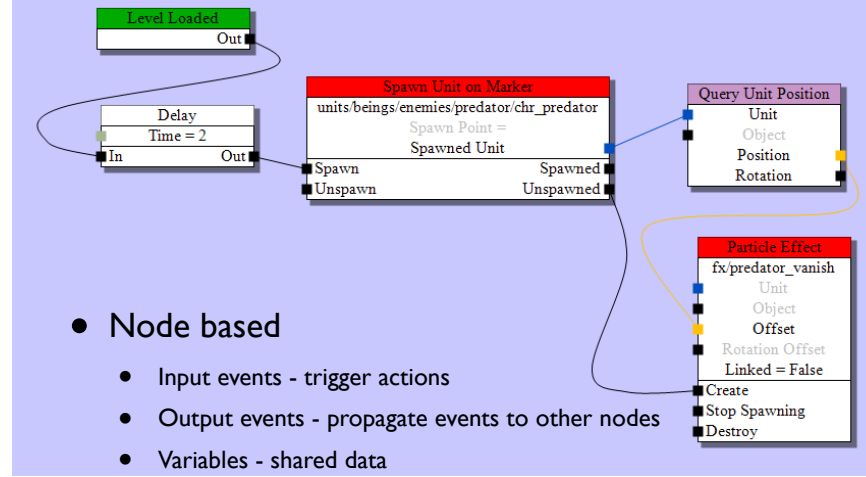 Level Loaded
Out
Delay
Time = 2
In Out
Spawn Unit on Marker
units/beings/enemies/predator/chr_predator
Spawn Point =
Spawned Unit
Spawn Spawned
Unspawn Unspawned
Query Unit Position
Unit
Object
Position
Rotation
Particle Effect
fx/predator_vanish
Unit
Object
Offset
Rotation Offset
Linked = False
Create
Stop Spawning
Destroy
• Node based
• Input events - trigger actions
• Output events - propagate events to other nodes
• Variables - shared data